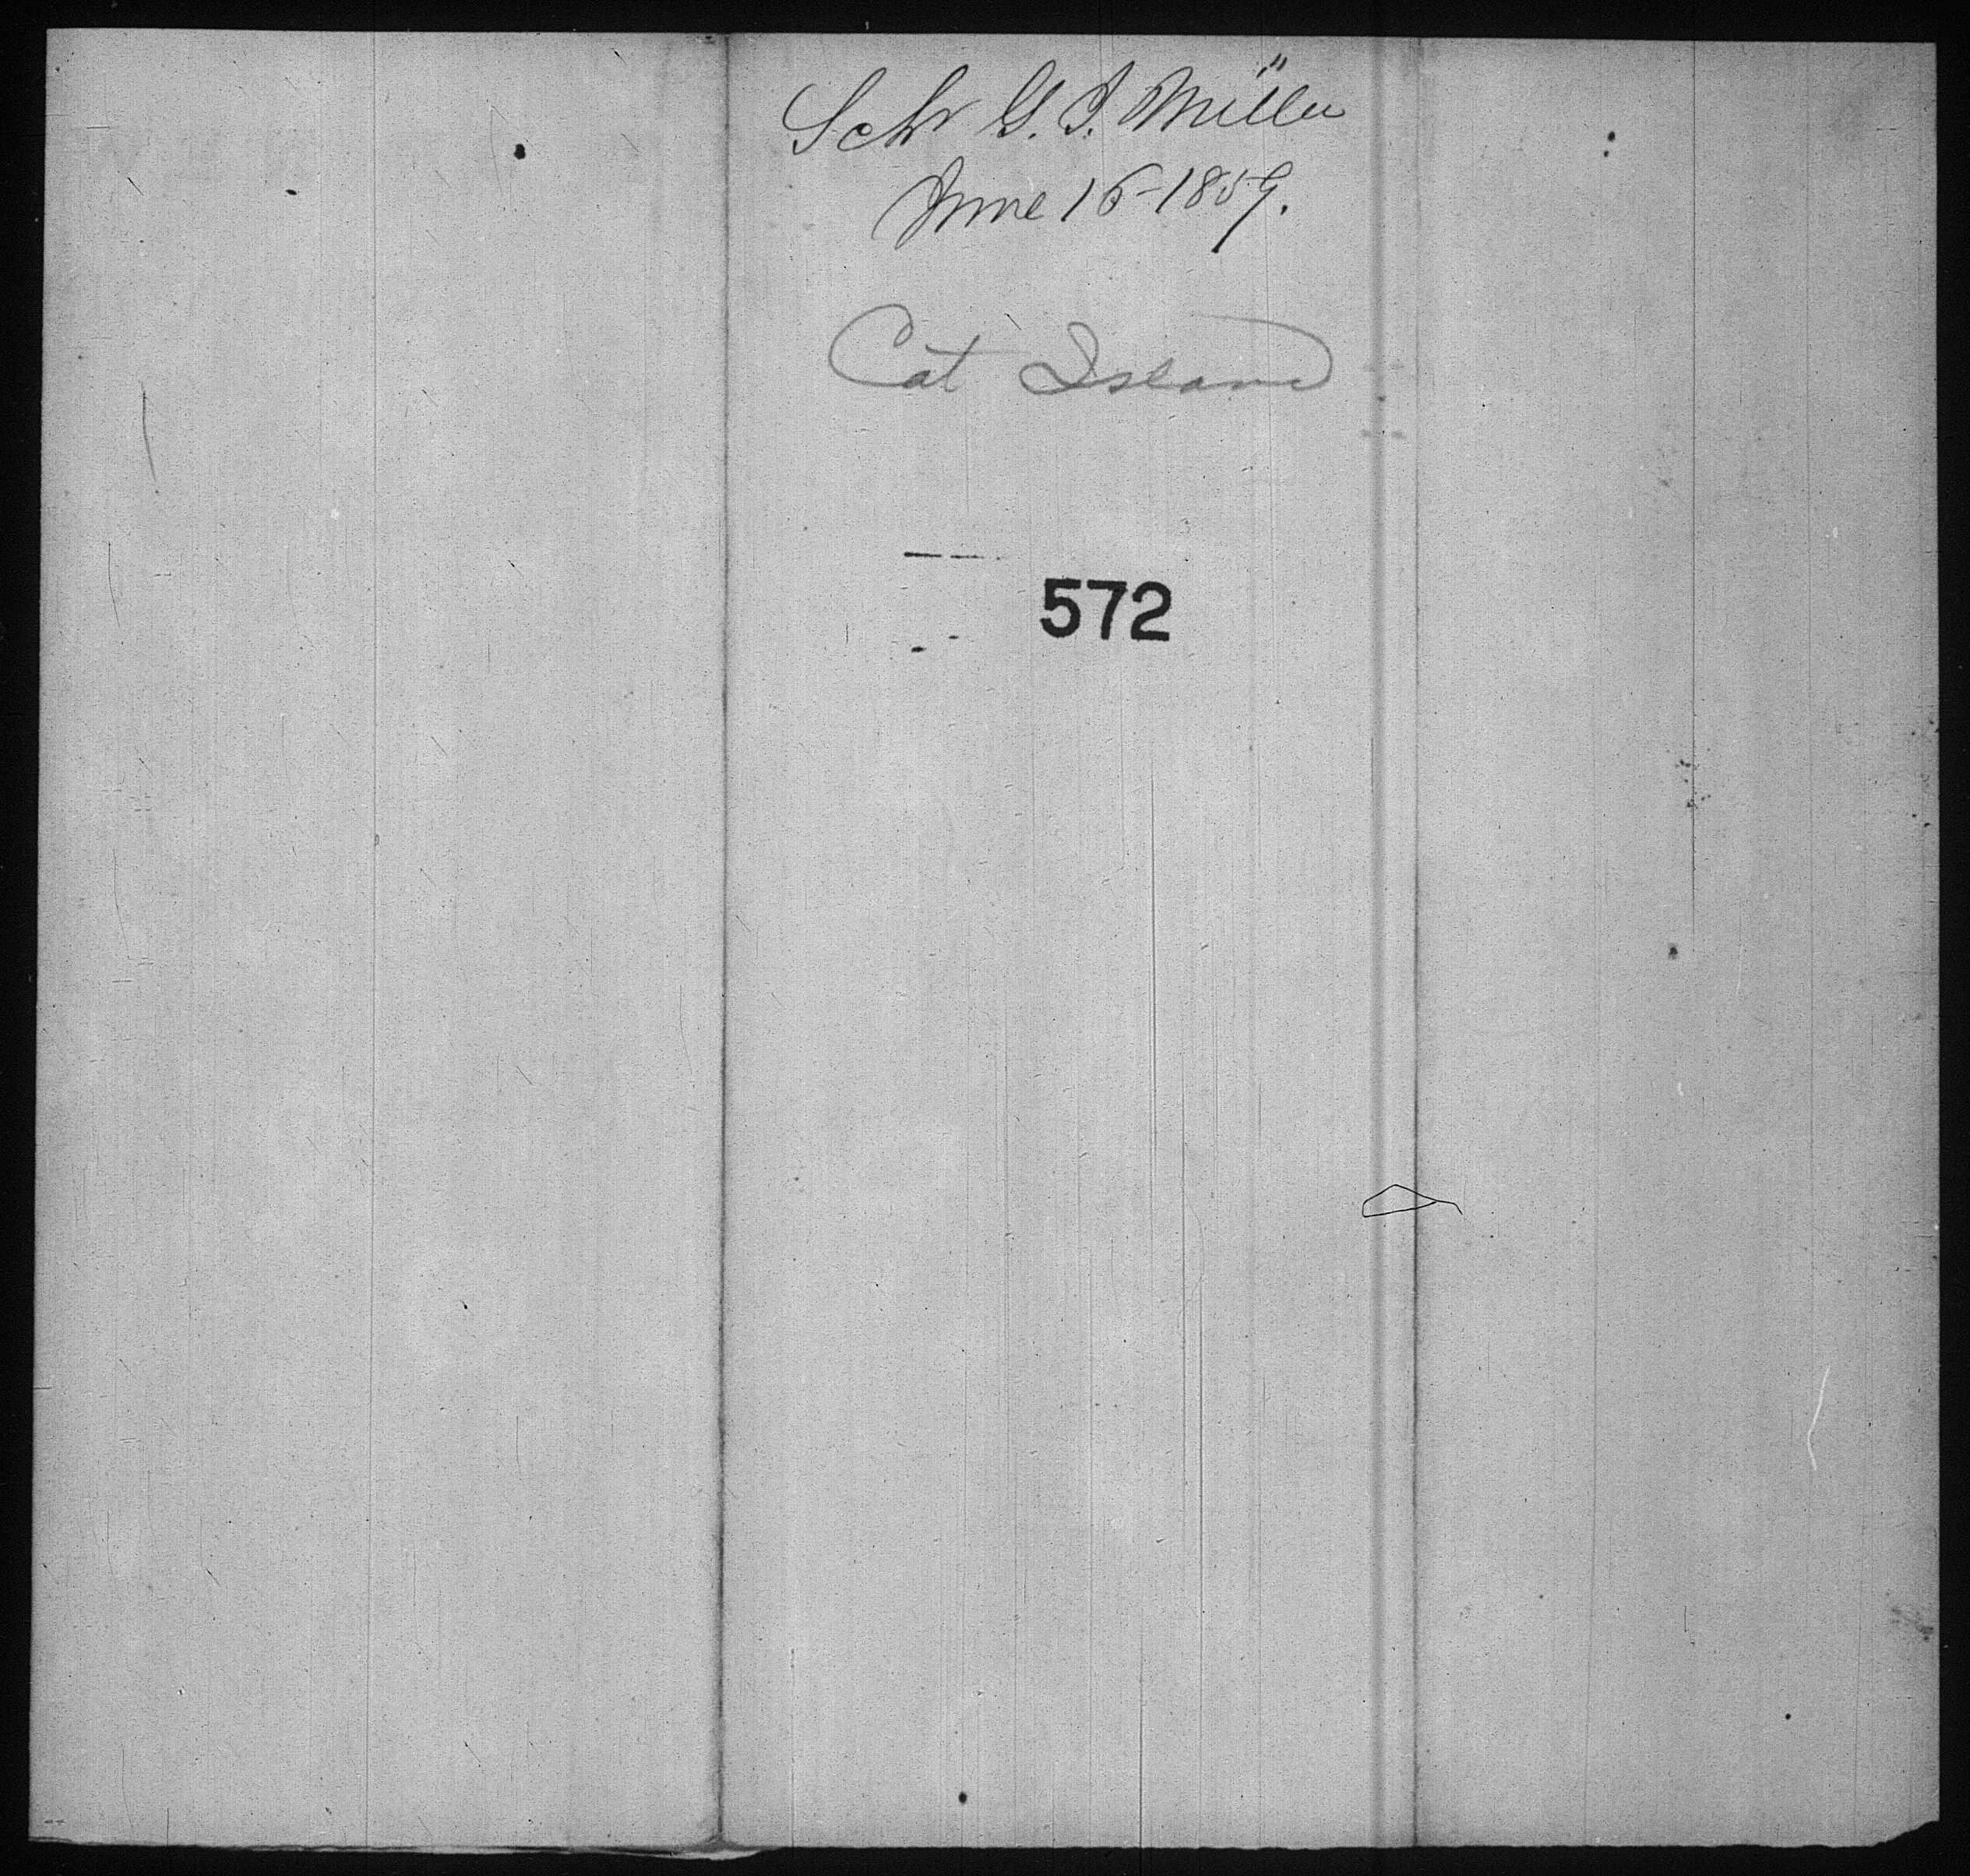 Schr G. I. Miller"
June 16-1859.
Cat Island
572